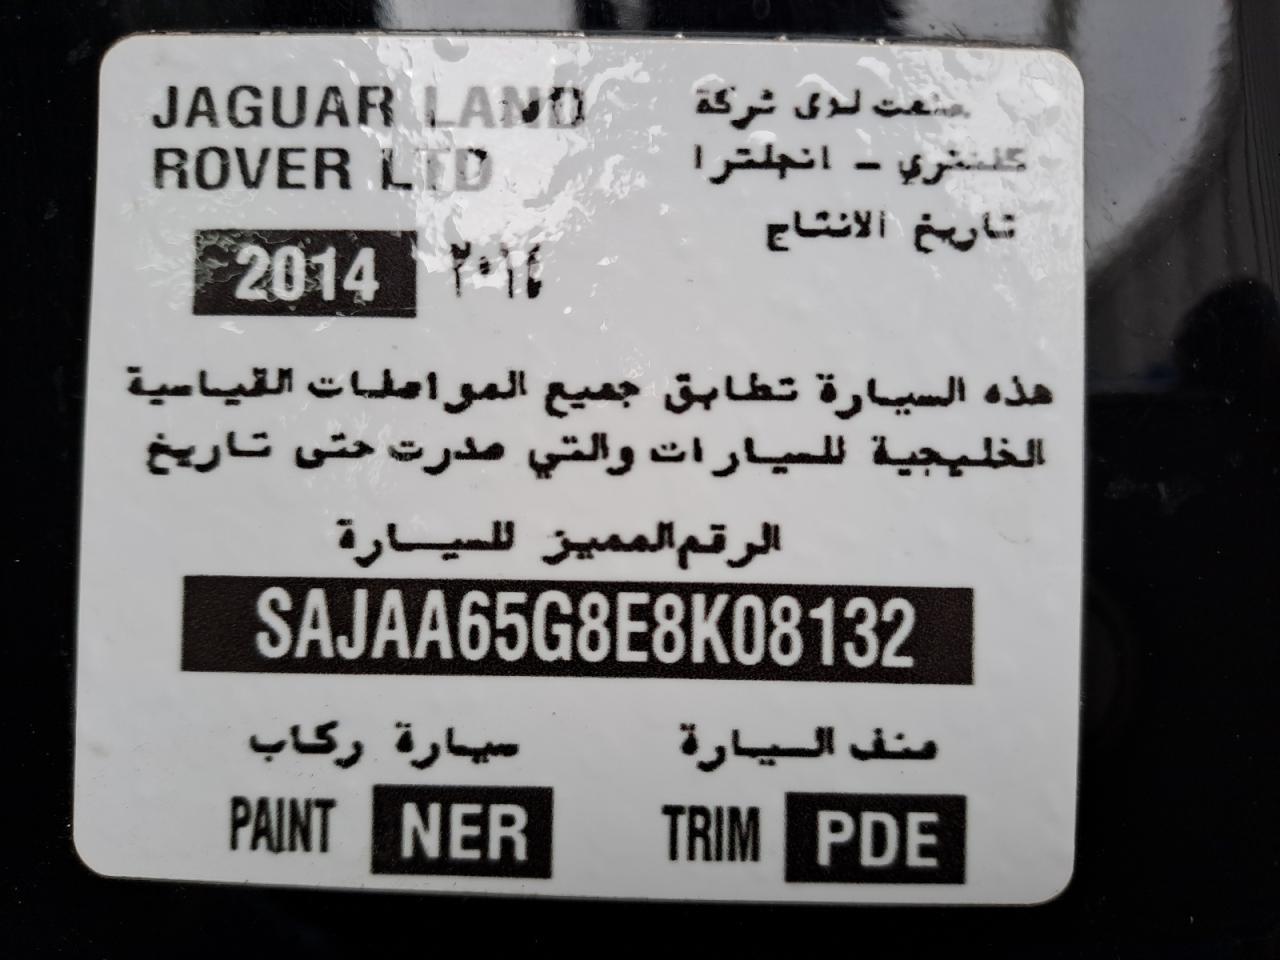 JAGUAR LAND
ROVER LTD
صنعت لدى شركة
كفنتري - انجلترا
تاريخ الانتاج
2014 ٢٠١٤
هذه السيارة تطابق جميع المواصفات القياسية
الخليجية للسيارات والتي صدرت حتى تاريخ
الرقم المميز للسيارة
SAJAA65G8E8K08132
صنف السيارة سيارة ركاب
PAINT NER TRIM PDE